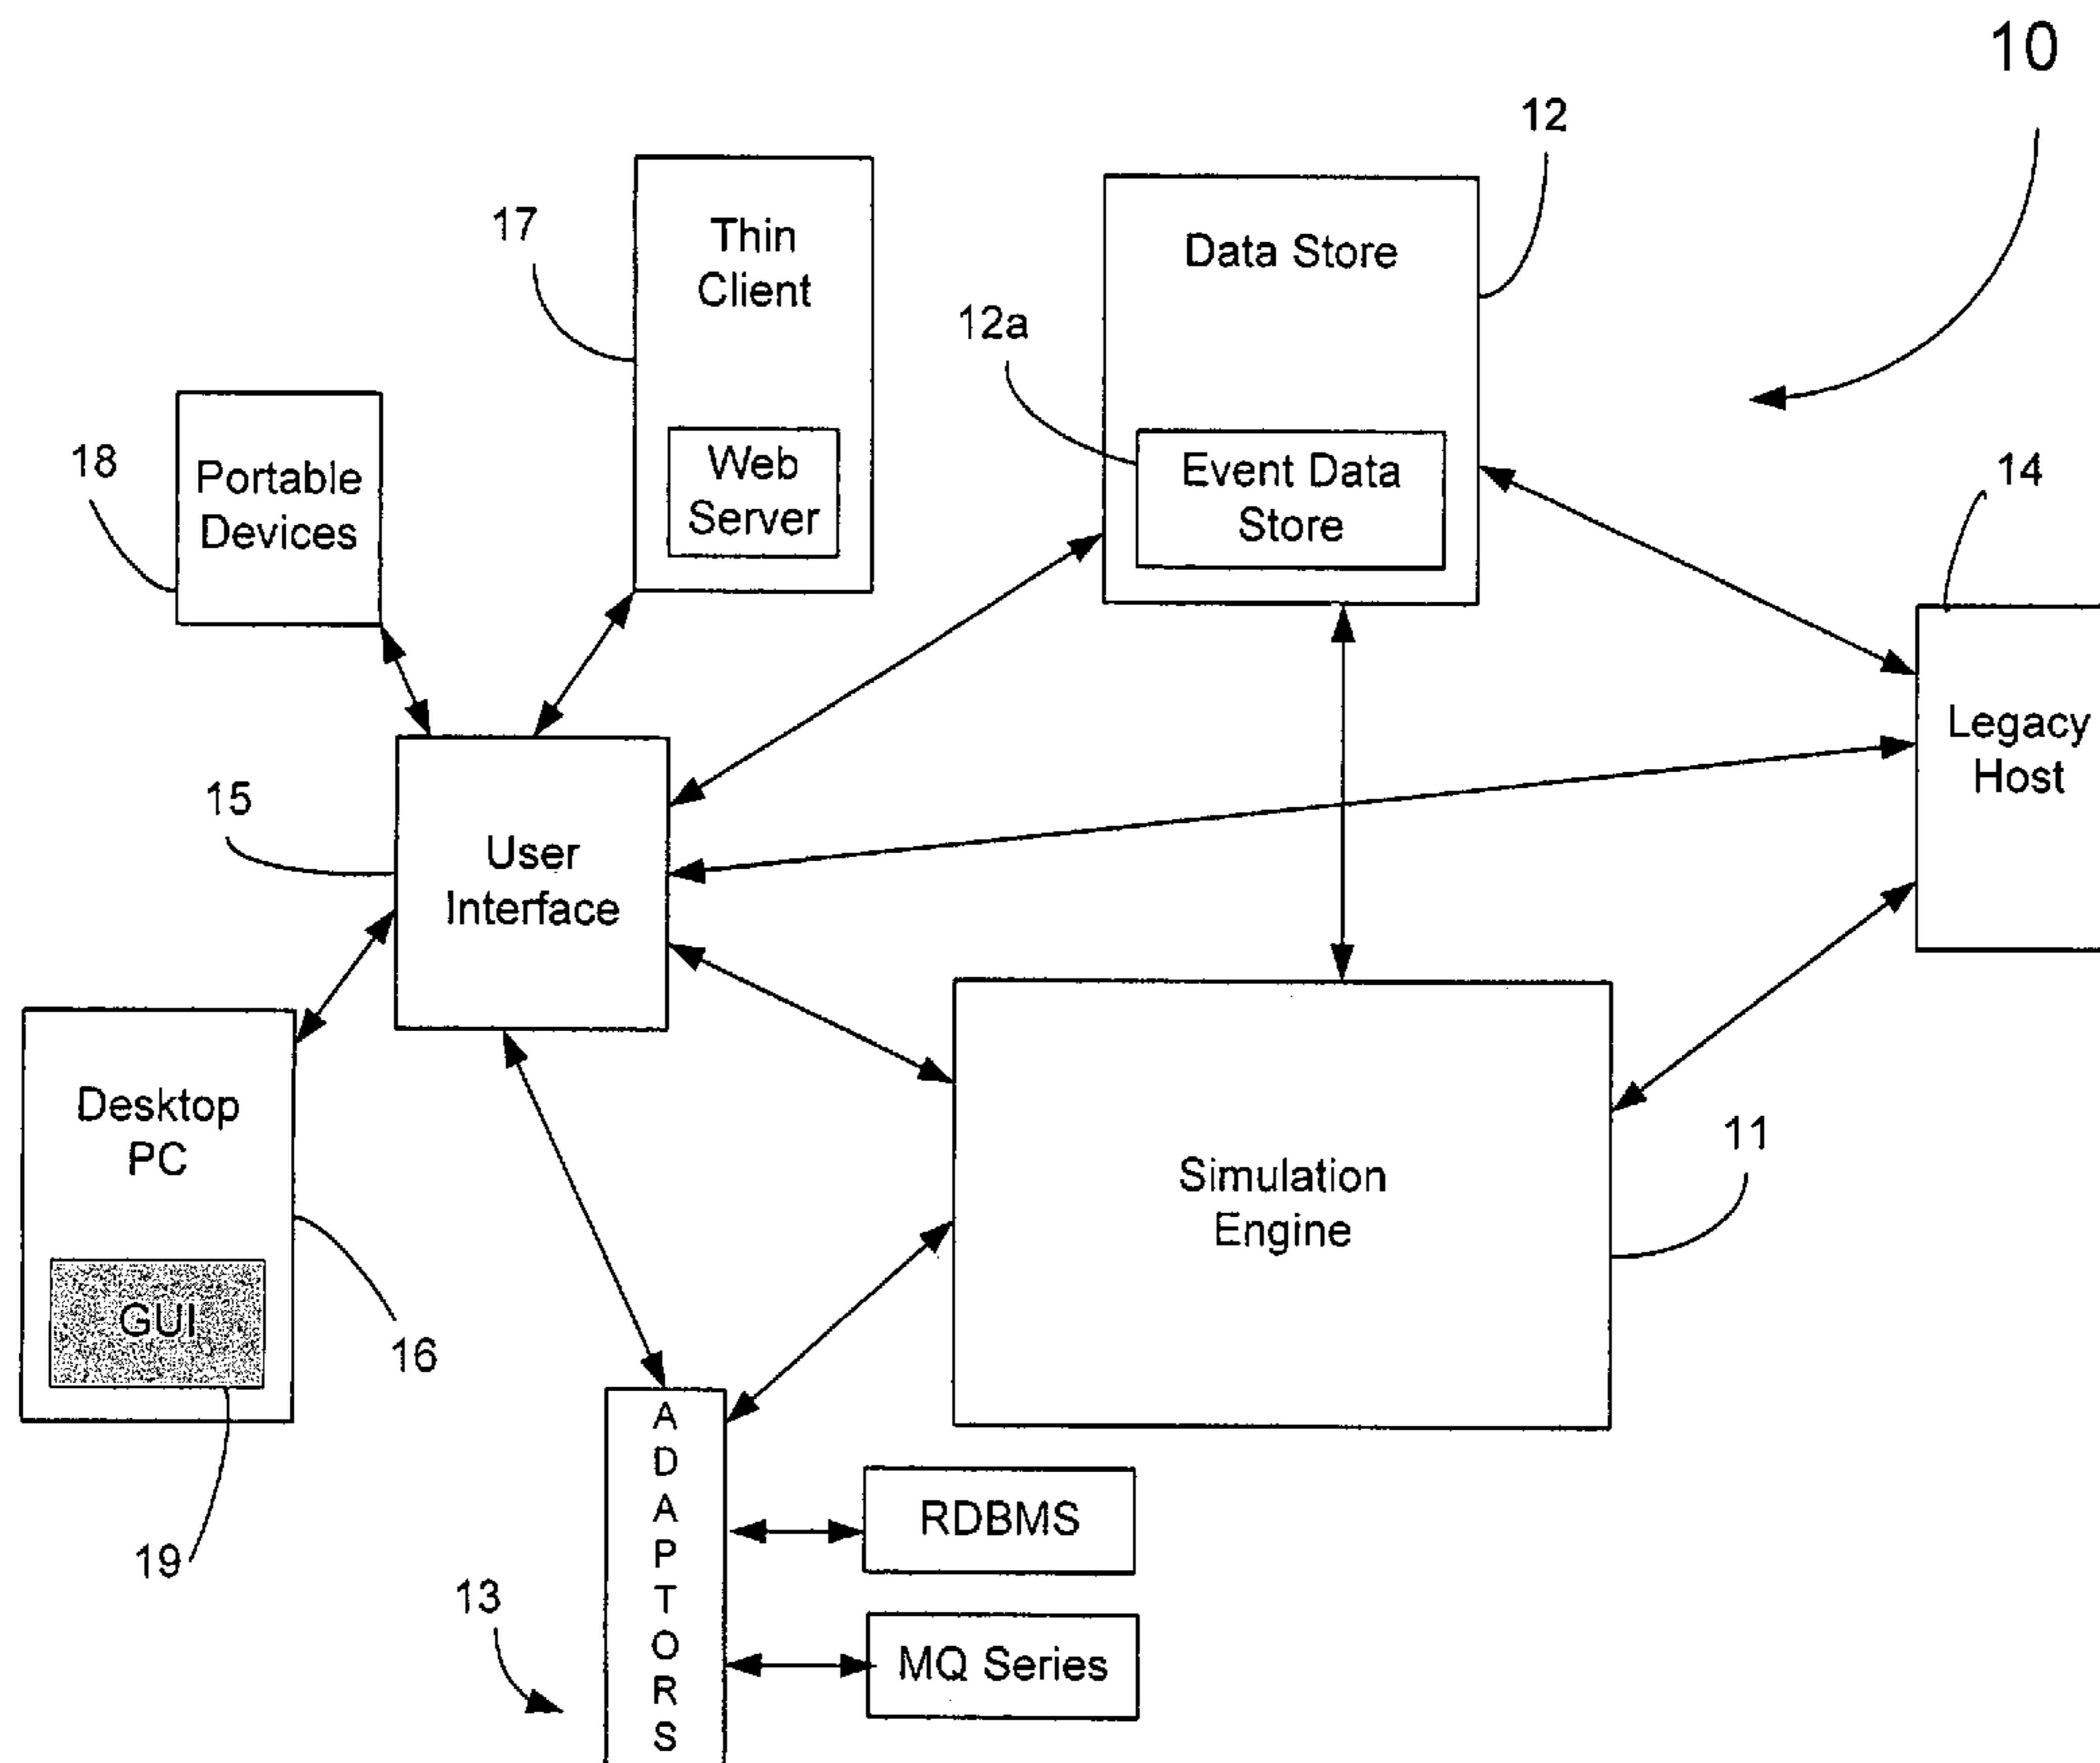 10
12
17
Thin
Client
Data Store
12a
Web
Server
Event Data
Store
18
Portable
Devices
14
Legacy
Host
15
User
Interface
Desktop
PC
GUI
16
19
Simulation
Engine
11
ADAPTORS
13
RDBMS
MQ Series